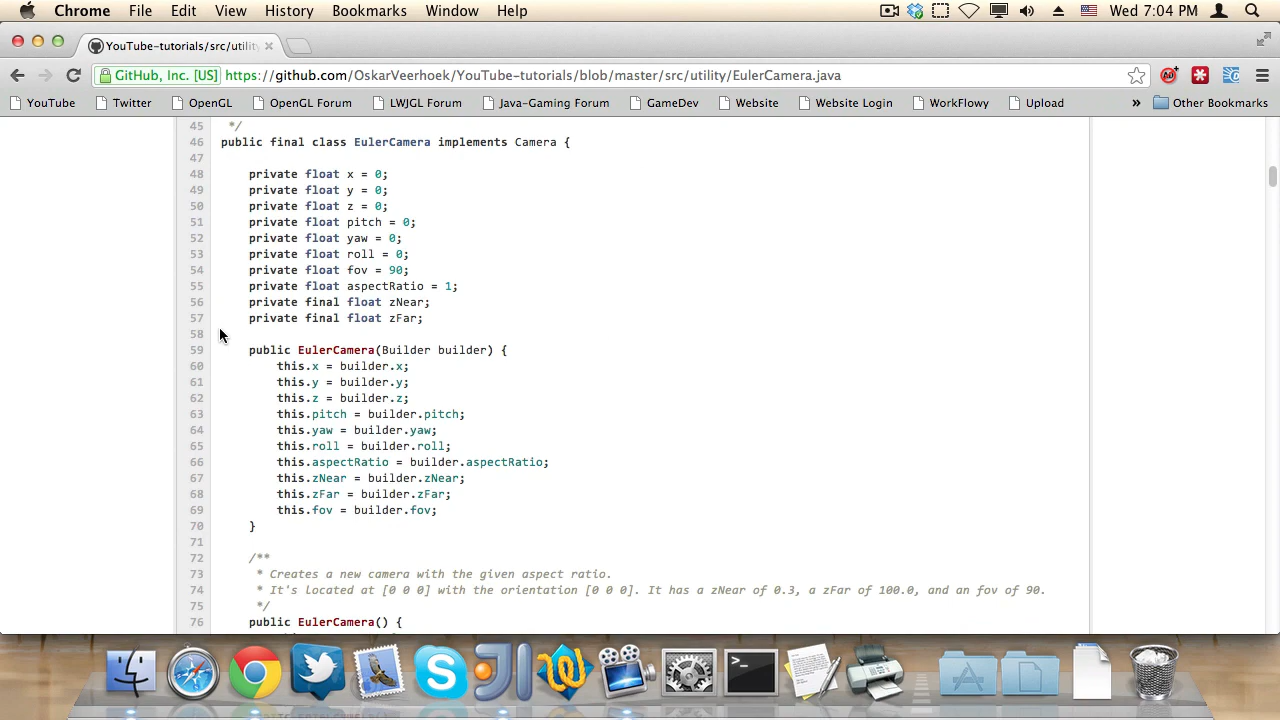 Chrome File Edit View History Bookmarks Window Help Wed 7:04 PM
YouTube-tutorials/src/utilit
GitHub, Inc. [US] https://github.com/OskarVeerhoek/YouTube-tutorials/blob/master/src/utility/EulerCamera.java
YouTube Twitter OpenGL OpenGL Forum LWJGL Forum Java-Gaming Forum GameDev Website Website Login WorkFlowy Upload » Other Bookmarks
45 */
46 public final class EulerCamera implements Camera {
47
48 private float x = 0;
49 private float y = 0;
50 private float z = 0;
51 private float pitch = 0;
52 private float yaw = 0;
53 private float roll = 0;
54 private float fov = 90;
55 private float aspectRatio = 1;
56 private final float zNear;
57 private final float zFar;
58
59 public EulerCamera(Builder builder) {
60 this.x = builder.x;
61 this.y = builder.y;
62 this.z = builder.z;
63 this.pitch = builder.pitch;
64 this.yaw = builder.yaw;
65 this.roll = builder.roll;
66 this.aspectRatio = builder.aspectRatio;
67 this.zNear = builder.zNear;
68 this.zFar = builder.zFar;
69 this.fov = builder.fov;
70 }
71
72 /**
73 * Creates a new camera with the given aspect ratio.
74 * It's located at [0 0 0] with the orientation [0 0 0]. It has a zNear of 0.3, a zFar of 100.0, and an fov of 90.
75 */
76 public EulerCamera() {